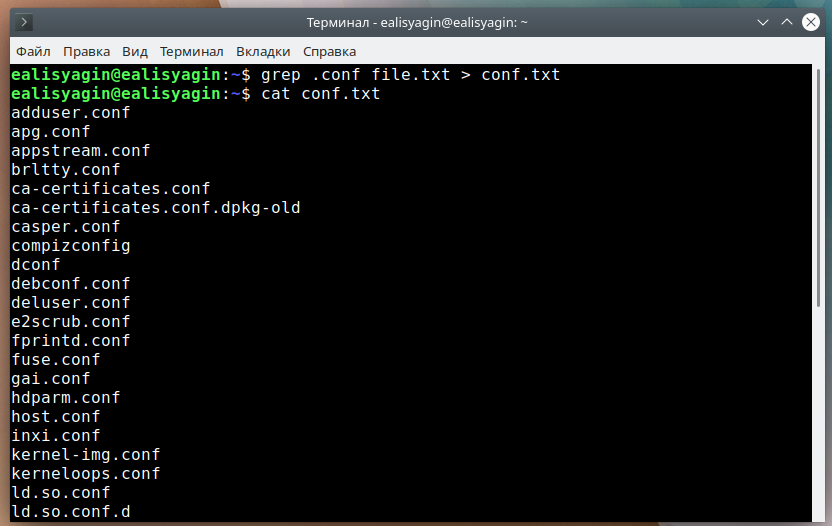 Терминал - ealisyagin@ealisyagin: ~
Файл Правка Вид Терминал Вкладки Справка
ealisyagin@ealisyagin:~$ grep .conf file.txt > conf.txt
ealisyagin@ealisyagin:~$ cat conf.txt
adduser.conf
apg.conf
appstream.conf
brltty.conf
ca-certificates.conf
ca-certificates.conf.dpkg-old
casper.conf
compizconfig
dconf
debconf.conf
deluser.conf
e2scrub.conf
fprintd.conf
fuse.conf
gai.conf
hdparm.conf
host.conf
inxi.conf
kernel-img.conf
kerneloops.conf
ld.so.conf
ld.so.conf.d